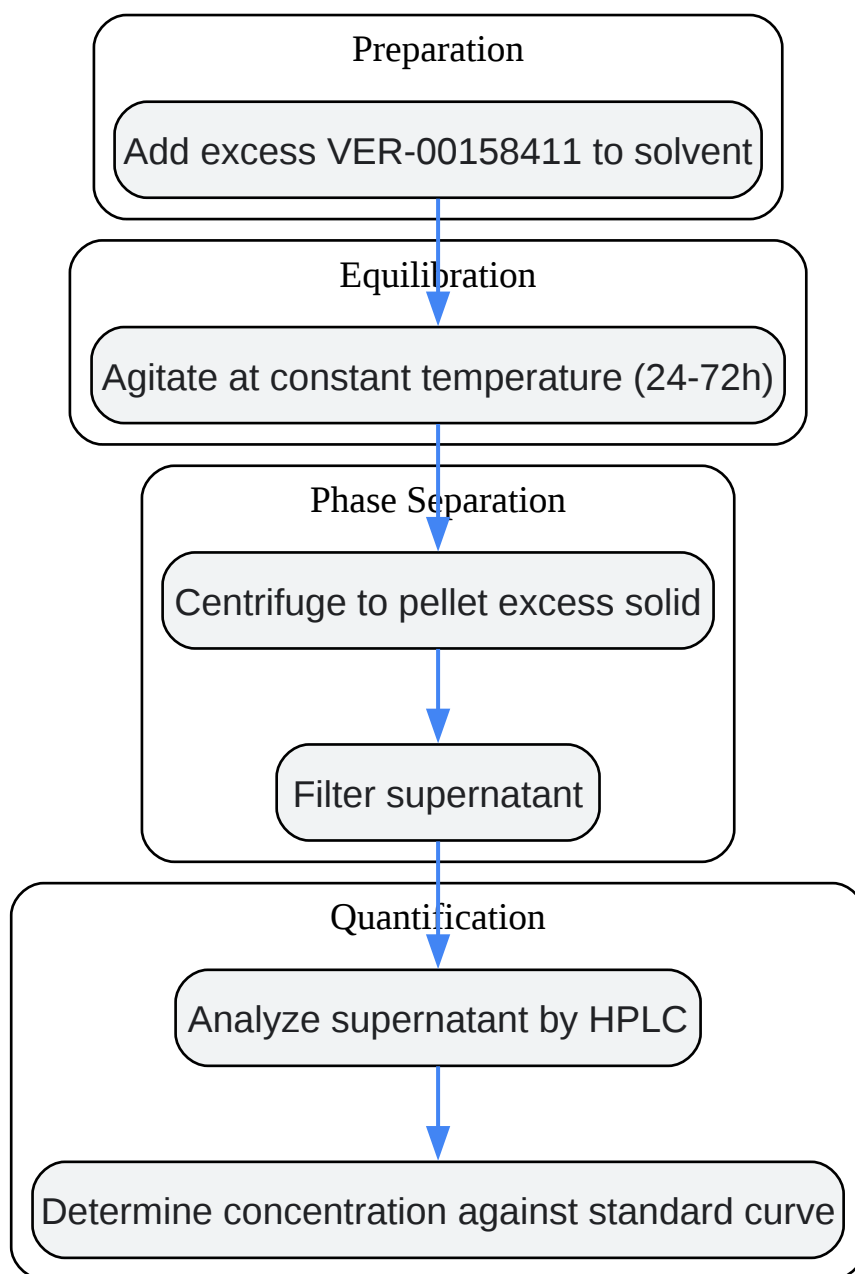 Preparation
Add excess VER-00158411 to solvent
Equilibration
Agitate at constant temperature (24-72h)
Phase Separation
Centrifuge to pellet excess solid
Filter supernatant
Quantification
Analyze supernatant by HPLC
Determine concentration against standard curve